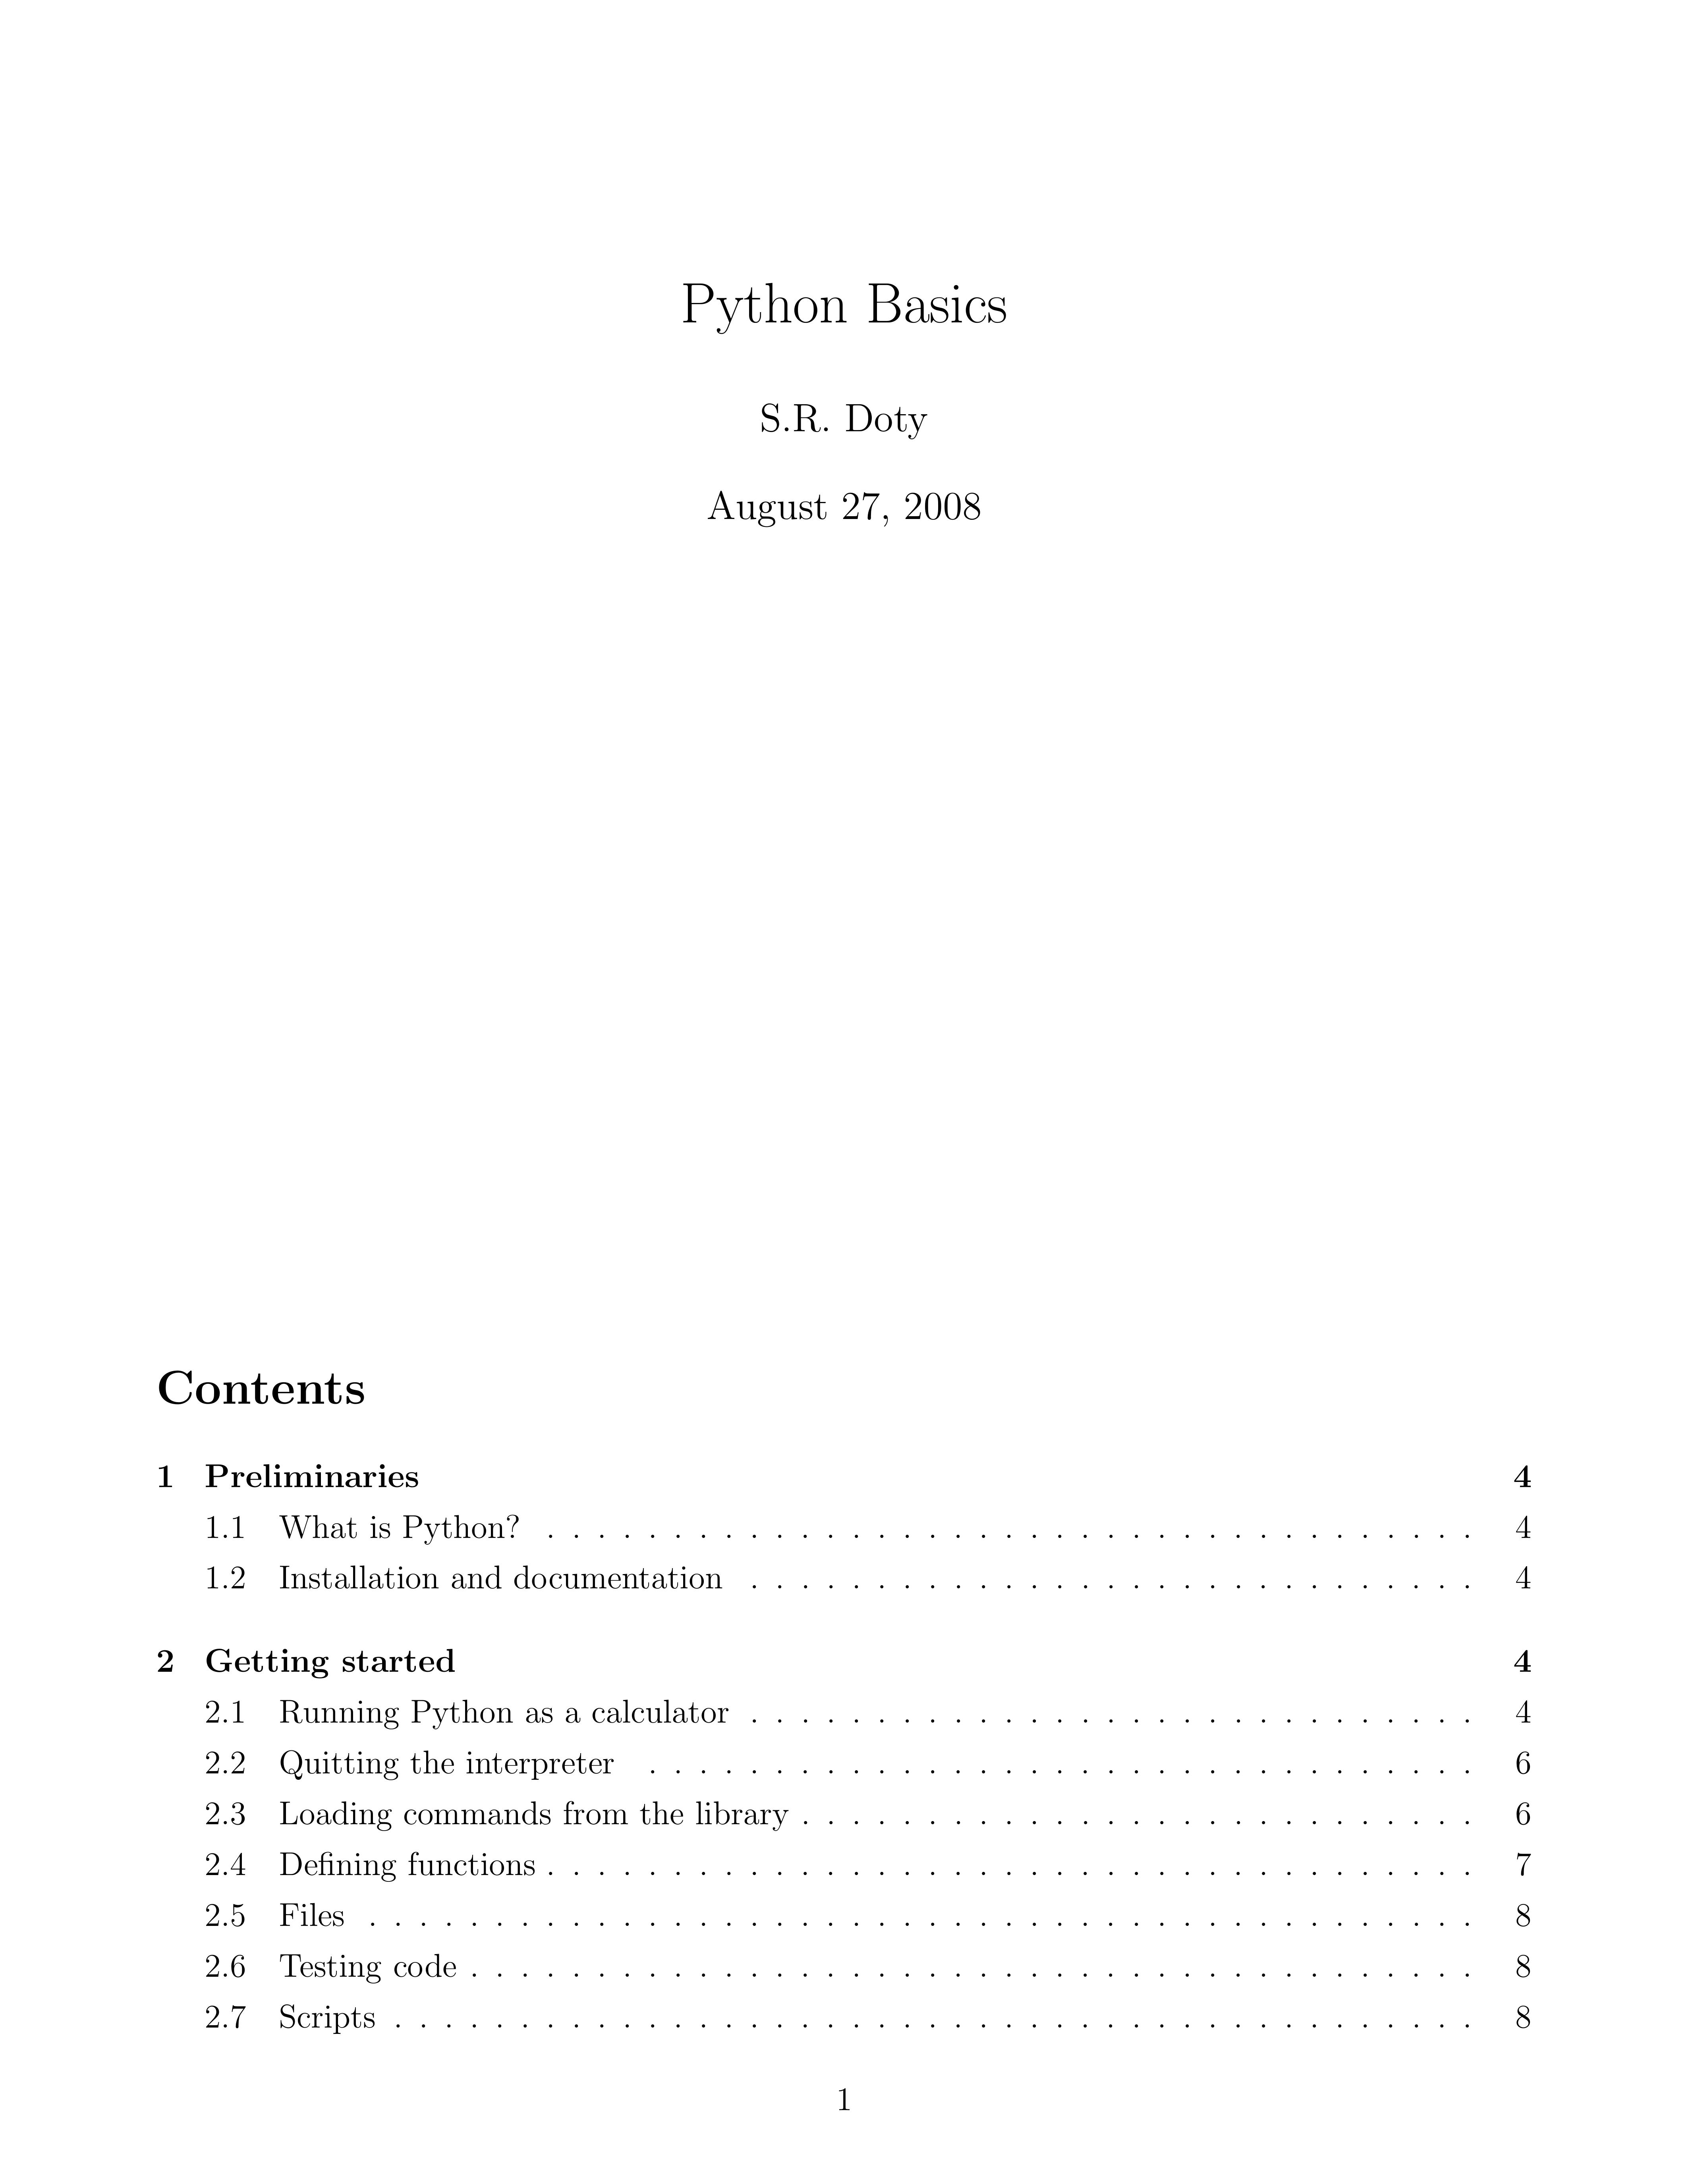 Python Basics
S.R. Doty
August 27, 2008
Contents
1 Preliminaries 4
1.1 What is Python? . . . . . . . . . . . . . . . . . . . . . . . . . . . . . . . . . . . . . 4
1.2 Installation and documentation . . . . . . . . . . . . . . . . . . . . . . . . . . . . . 4
2 Getting started 4
2.1 Running Python as a calculator . . . . . . . . . . . . . . . . . . . . . . . . . . . . . 4
2.2 Quitting the interpreter . . . . . . . . . . . . . . . . . . . . . . . . . . . . . . . . . 6
2.3 Loading commands from the library . . . . . . . . . . . . . . . . . . . . . . . . . . . 6
2.4 Defining functions . . . . . . . . . . . . . . . . . . . . . . . . . . . . . . . . . . . . . 7
2.5 Files . . . . . . . . . . . . . . . . . . . . . . . . . . . . . . . . . . . . . . . . . . . . 8
2.6 Testing code . . . . . . . . . . . . . . . . . . . . . . . . . . . . . . . . . . . . . . . . 8
2.7 Scripts . . . . . . . . . . . . . . . . . . . . . . . . . . . . . . . . . . . . . . . . . . . 8
1